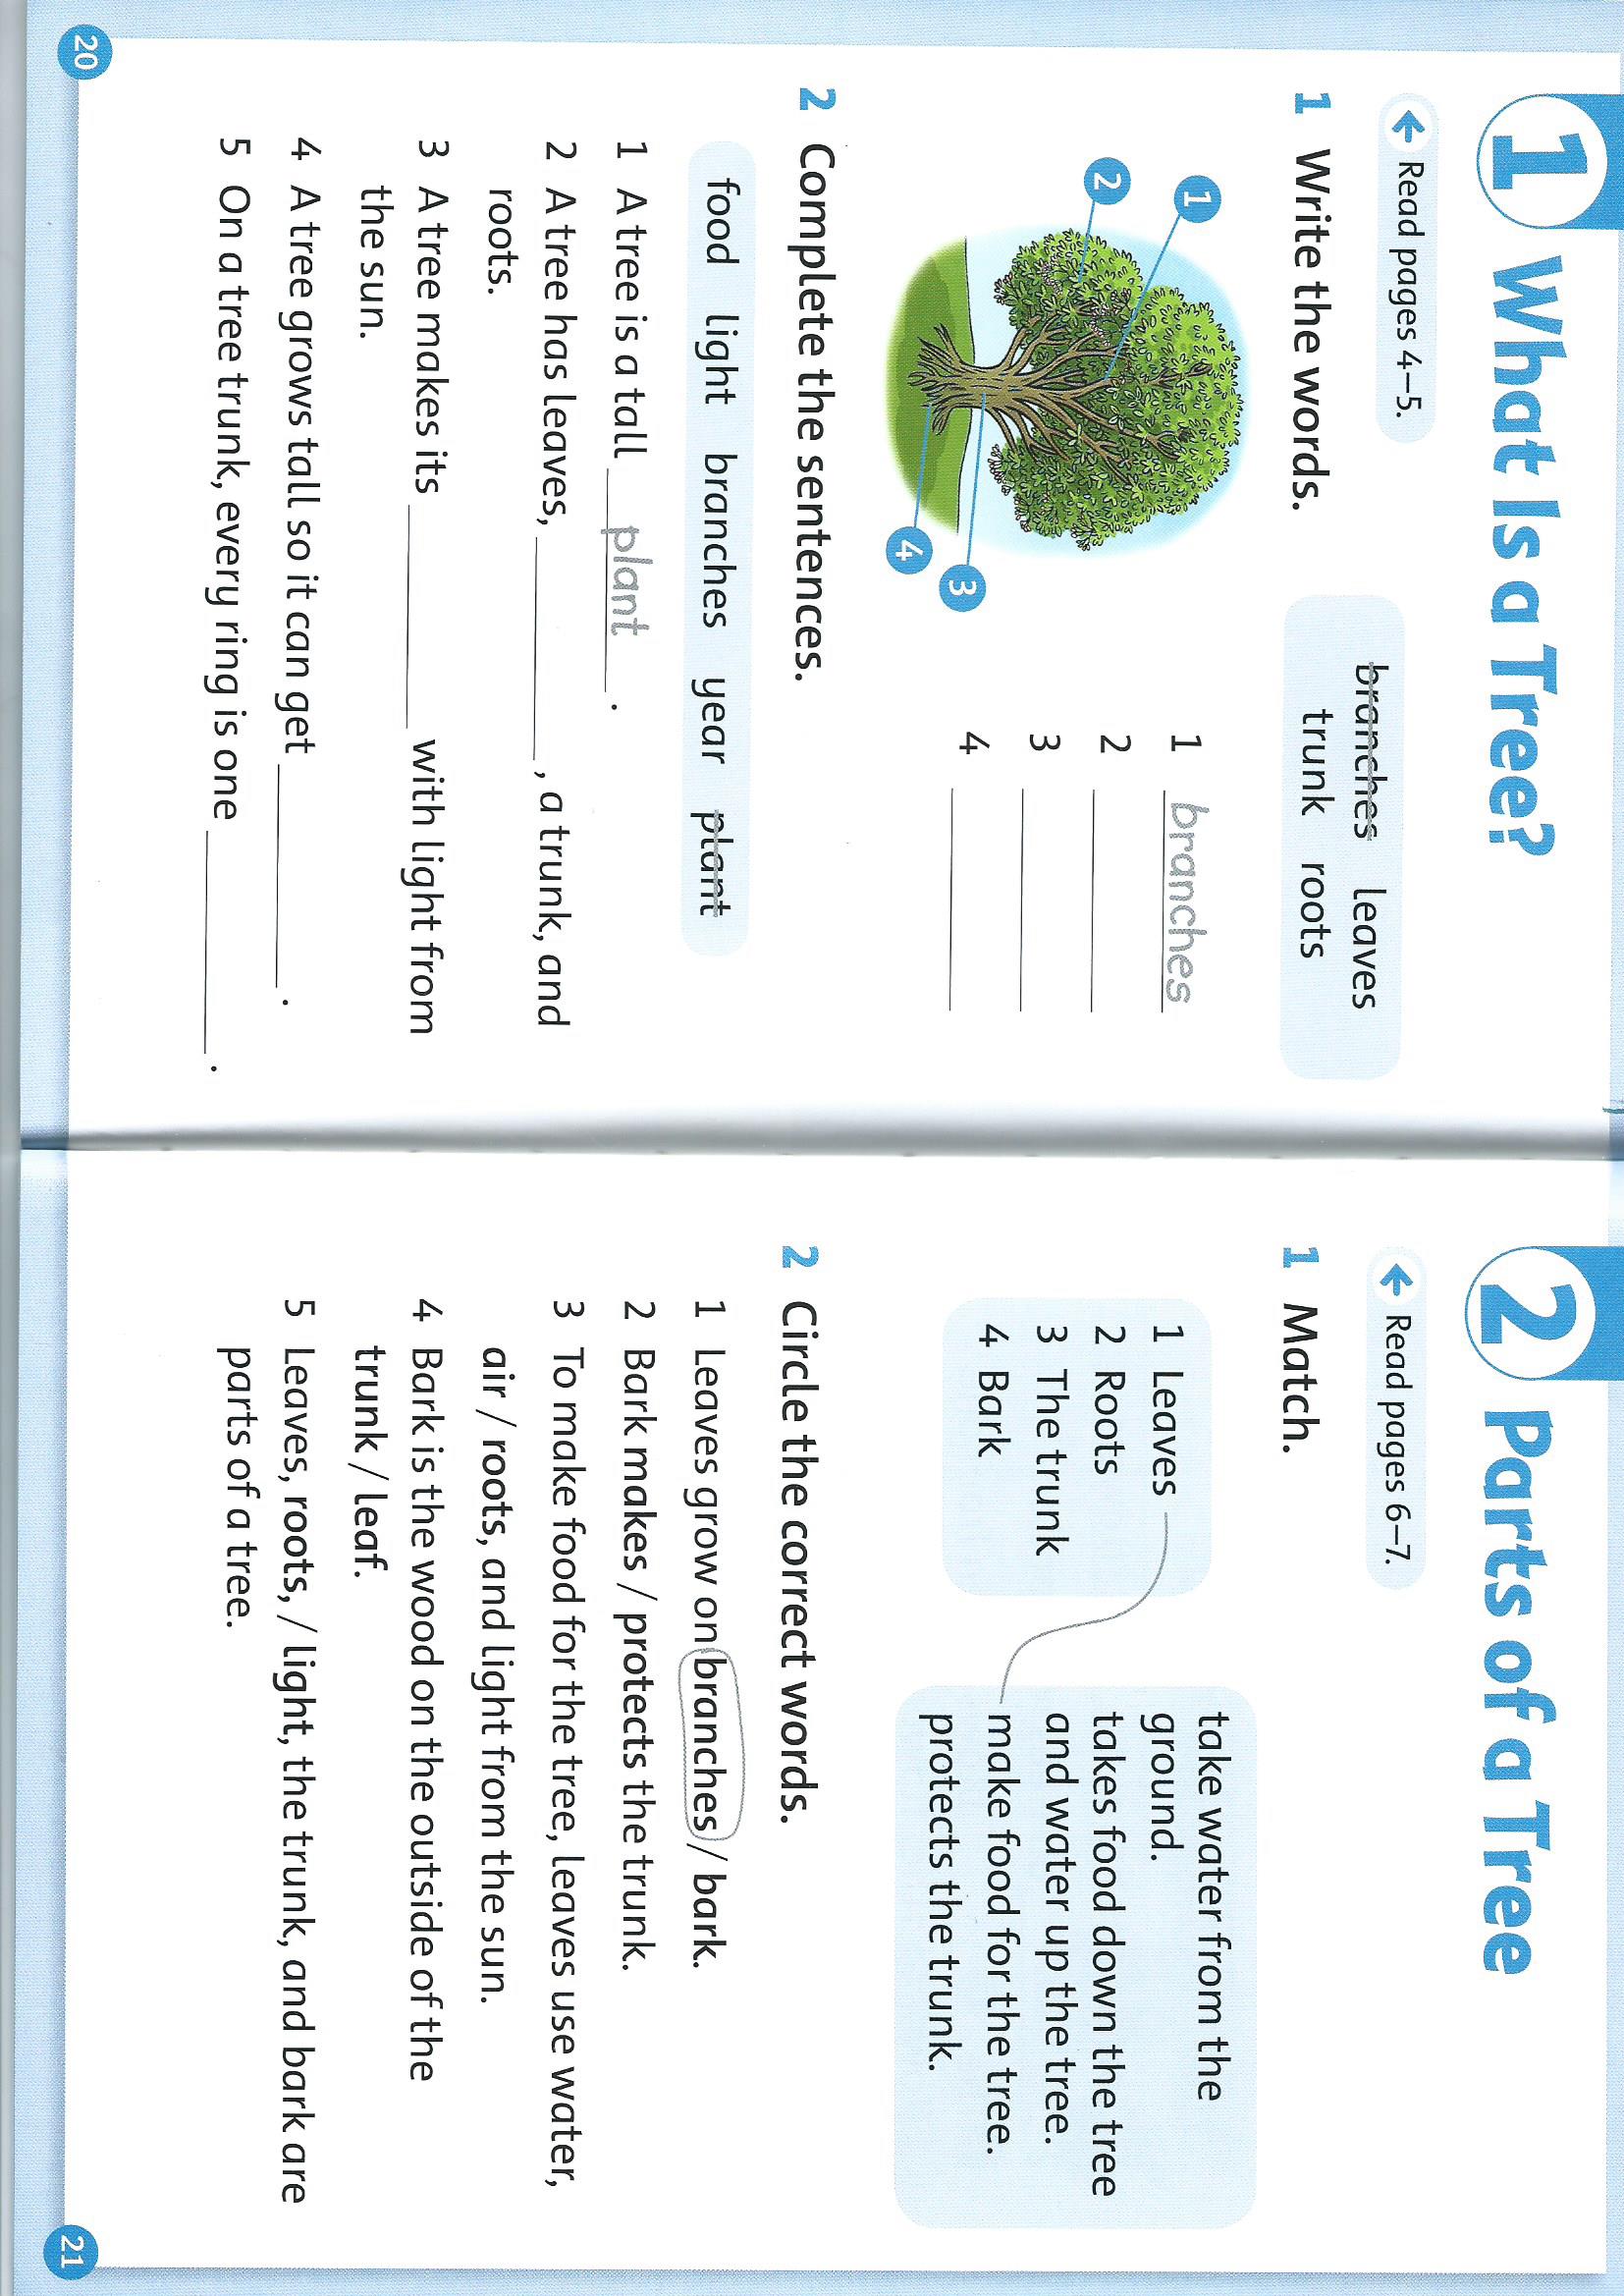 1 What Is a Tree?
← Read pages 4–5.
1 Write the words.
branches leaves
trunk roots
1
2
3
4
1 branches
2
3
4
2 Complete the sentences.
food light branches year plant
1 A tree is a tall plant .
2 A tree has leaves, , a trunk, and
roots.
3 A tree makes its with light from
the sun.
4 A tree grows tall so it can get .
5 On a tree trunk, every ring is one .
20
2 Parts of a Tree
← Read pages 6–7.
1 Match.
1 Leaves
2 Roots
3 The trunk
4 Bark
take water from the
ground.
takes food down the tree
and water up the tree.
make food for the tree.
protects the trunk.
2 Circle the correct words.
1 Leaves grow on branches / bark.
2 Bark makes / protects the trunk.
3 To make food for the tree, leaves use water,
air / roots, and light from the sun.
4 Bark is the wood on the outside of the
trunk / leaf.
5 Leaves, roots, / light, the trunk, and bark are
parts of a tree.
21